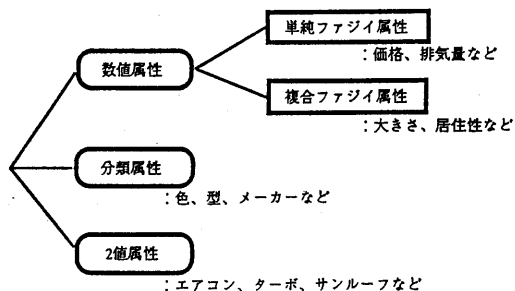 単純ファジイ属性
：価格、排気量など
数値属性
複合ファジイ属性
：大きさ、居住性など
分類属性
：色、型、メーカーなど
2値属性
：エアコン、ターボ、サンルーフなど